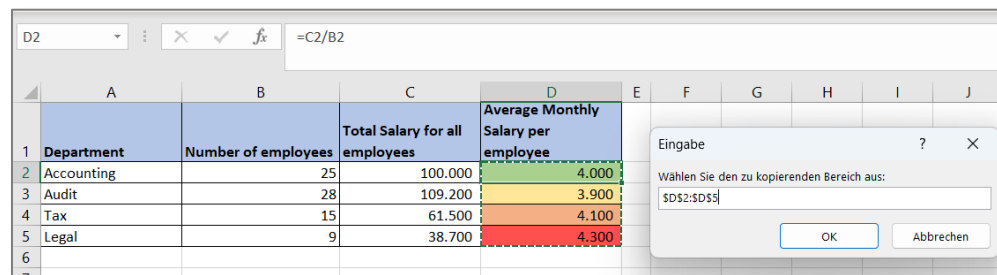 D2 fx =C2/B2
A B C D E F G H I J
Average Monthly
Total Salary for all Salary per
1 Department Number of employees employees employee
2 Accounting 25 100.000 4.000
3 Audit 28 109.200 3.900
4 Tax 15 61.500 4.100
5 Legal 9 38.700 4.300
6
Eingabe ?
Wählen Sie den zu kopierenden Bereich aus:
$D$2:$D$5
OK Abbrechen